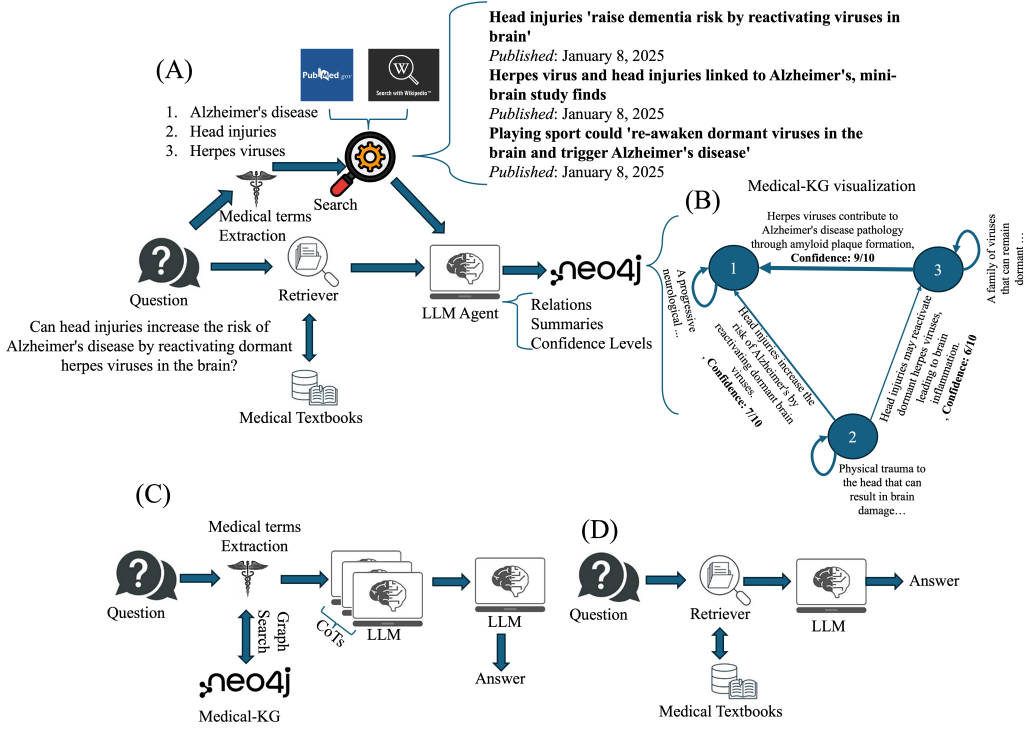 Head injuries 'raise dementia risk by reactivating viruses in
brain'
Published: January 8, 2025
Herpes virus and head injuries linked to Alzheimer's, mini-
brain study finds
Published: January 8, 2025
Playing sport could 're-awaken dormant viruses in the
brain and trigger Alzheimer's disease'
Published: January 8, 2025
(A)
PubMed.gov
W
Search with Wikipedia™
1. Alzheimer's disease
2. Head injuries
3. Herpes viruses
Search
Medical terms
Extraction
Question
Retriever
LLM Agent
neo4j
Relations
Summaries
Confidence Levels
Can head injuries increase the risk of
Alzheimer's disease by reactivating dormant
herpes viruses in the brain?
Medical Textbooks
(B)
Medical-KG visualization
Herpes viruses contribute to
Alzheimer's disease pathology
through amyloid plaque formation,
Confidence: 9/10
1
3
2
A family of viruses
that can remain
dormant…
A progressive
neurological …
Head injuries increase the
risk of Alzheimer's by
reactivating dormant brain
viruses.
, Confidence: 7/10
Head injuries may reactivate
dormant herpes viruses,
leading to brain
inflammation.
, Confidence: 6/10
Physical trauma to
the head that can
result in brain
damage…
(C)
Medical terms
Extraction
Question
Graph
Search
neo4j
Medical-KG
CoTs
LLM
LLM
Answer
(D)
Question
Retriever
LLM
Answer
Medical Textbooks